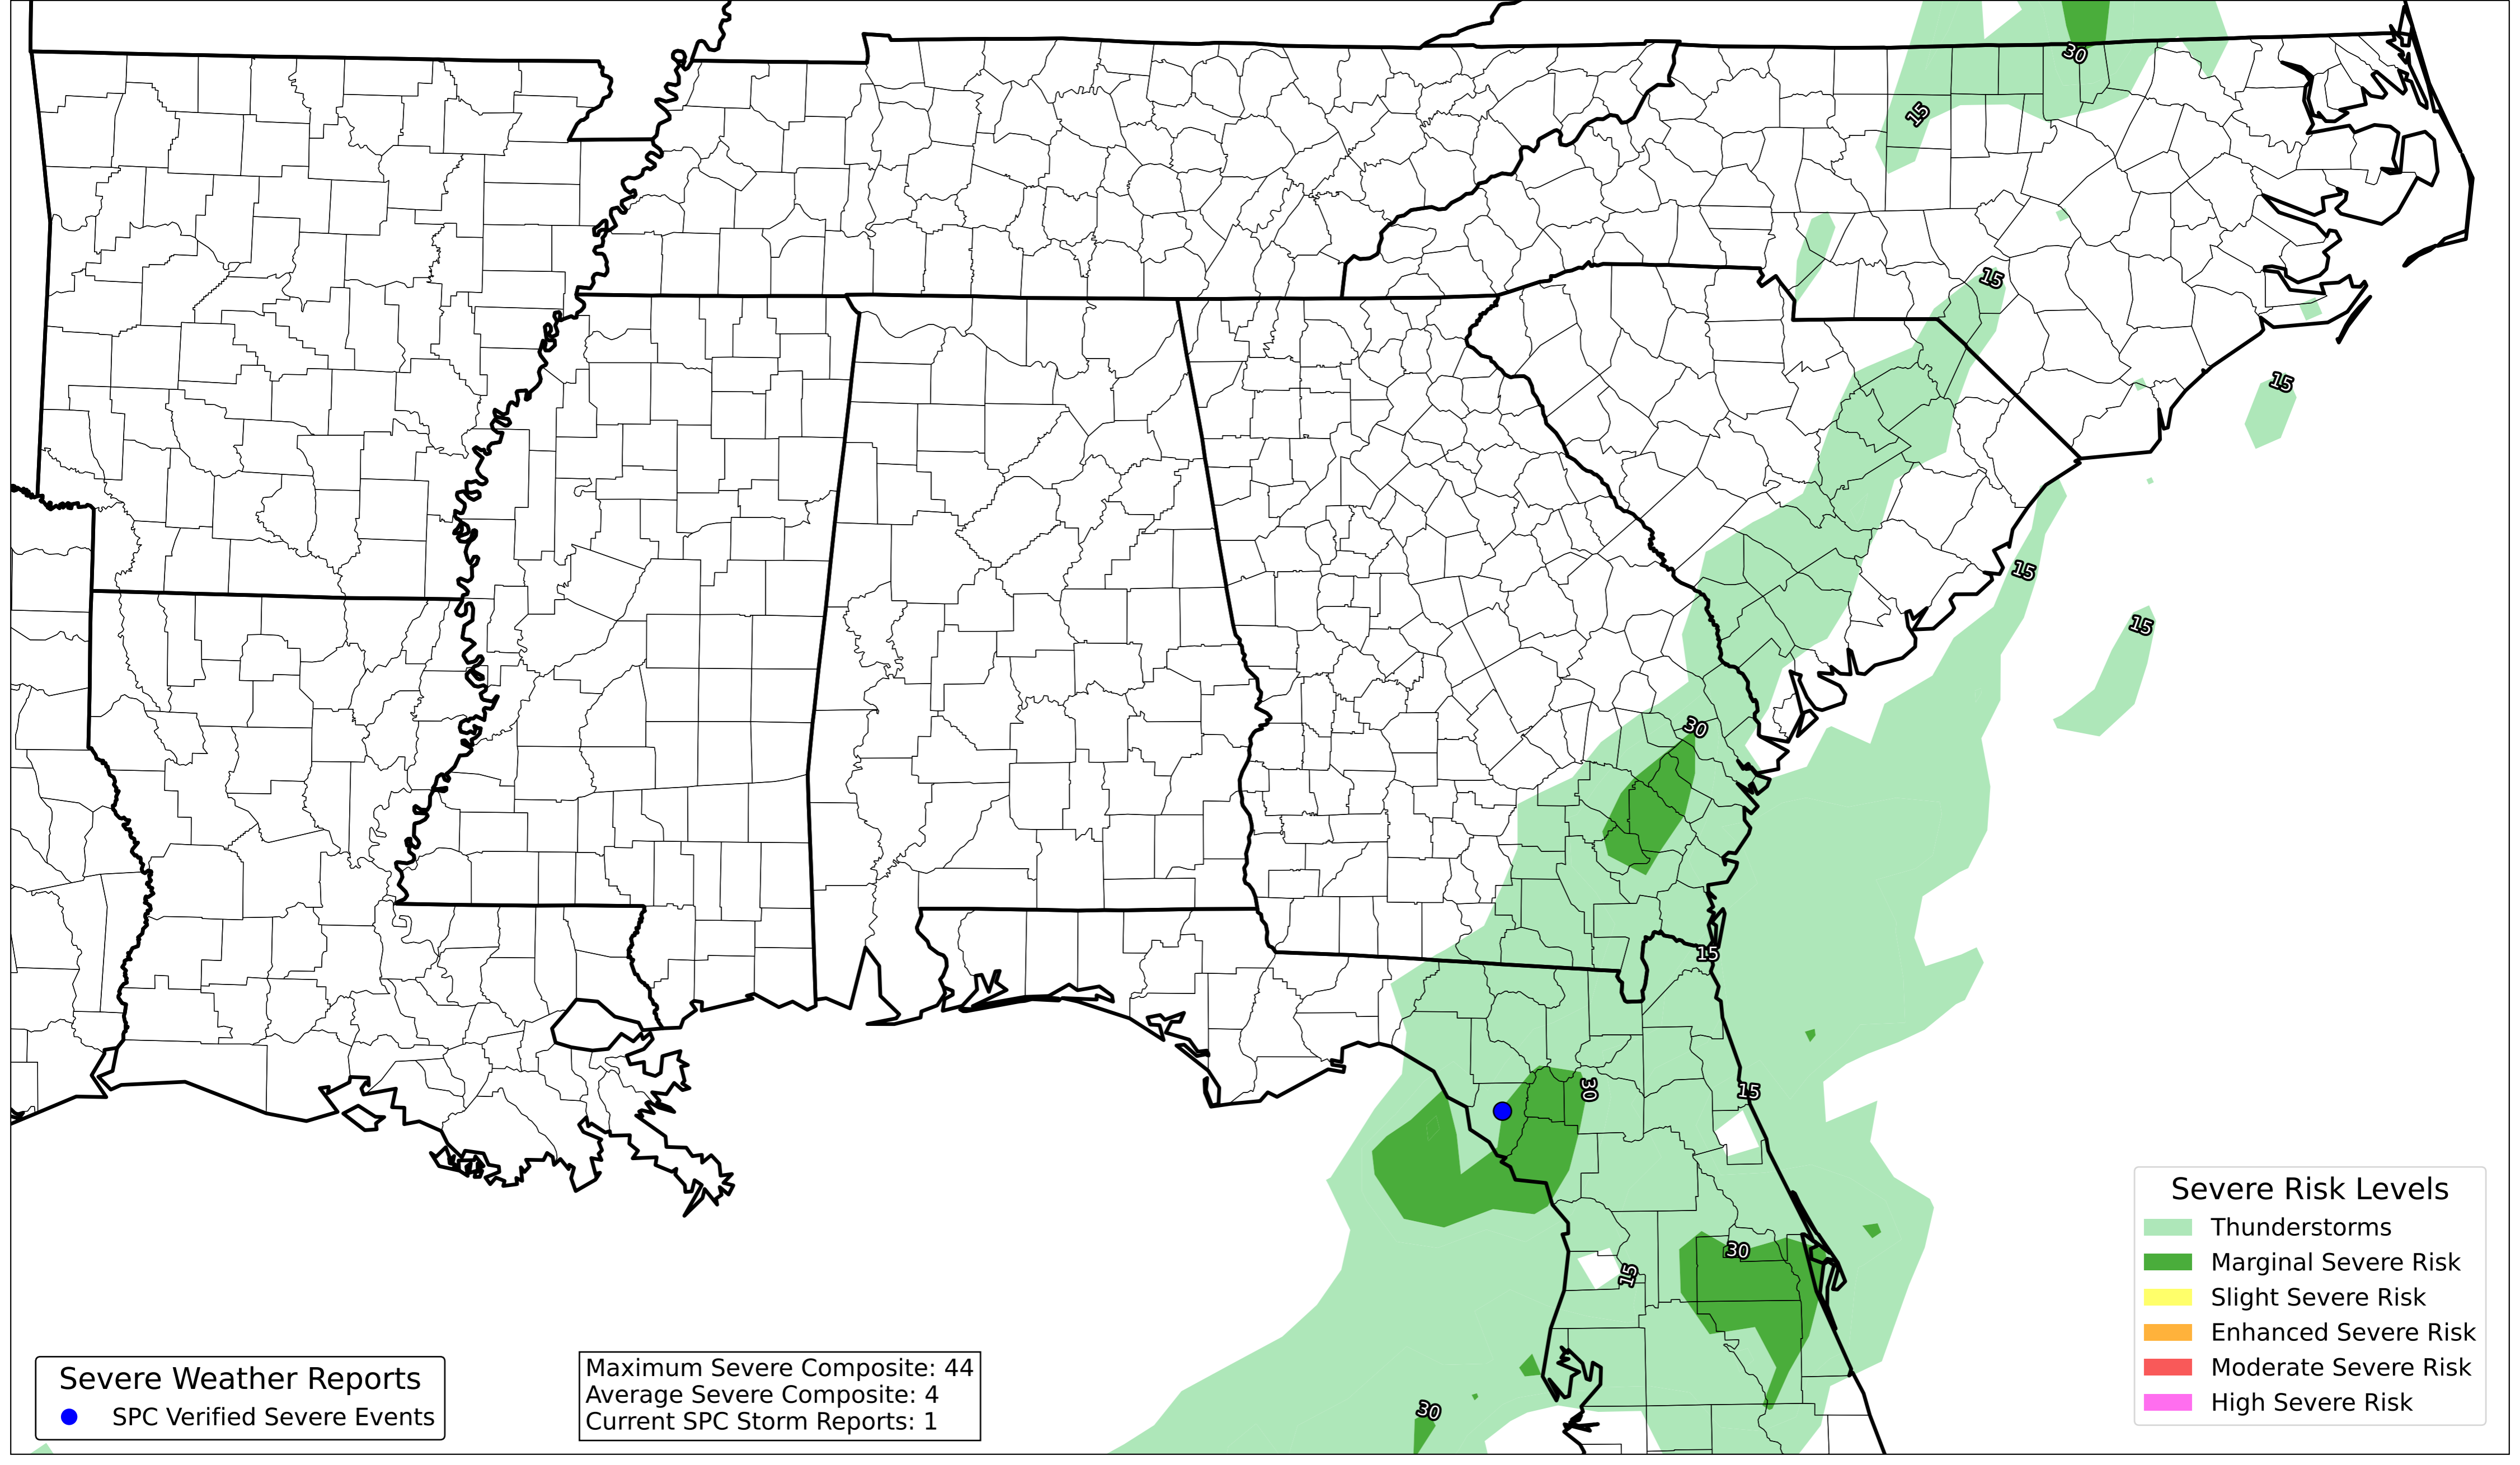 30
15
15
15
15
15
30
15
15
30
30
15
30
Severe Risk Levels
Thunderstorms
Marginal Severe Risk
Slight Severe Risk
Enhanced Severe Risk
Moderate Severe Risk
High Severe Risk
Severe Weather Reports
SPC Verified Severe Events
Maximum Severe Composite: 44
Average Severe Composite: 4
Current SPC Storm Reports: 1